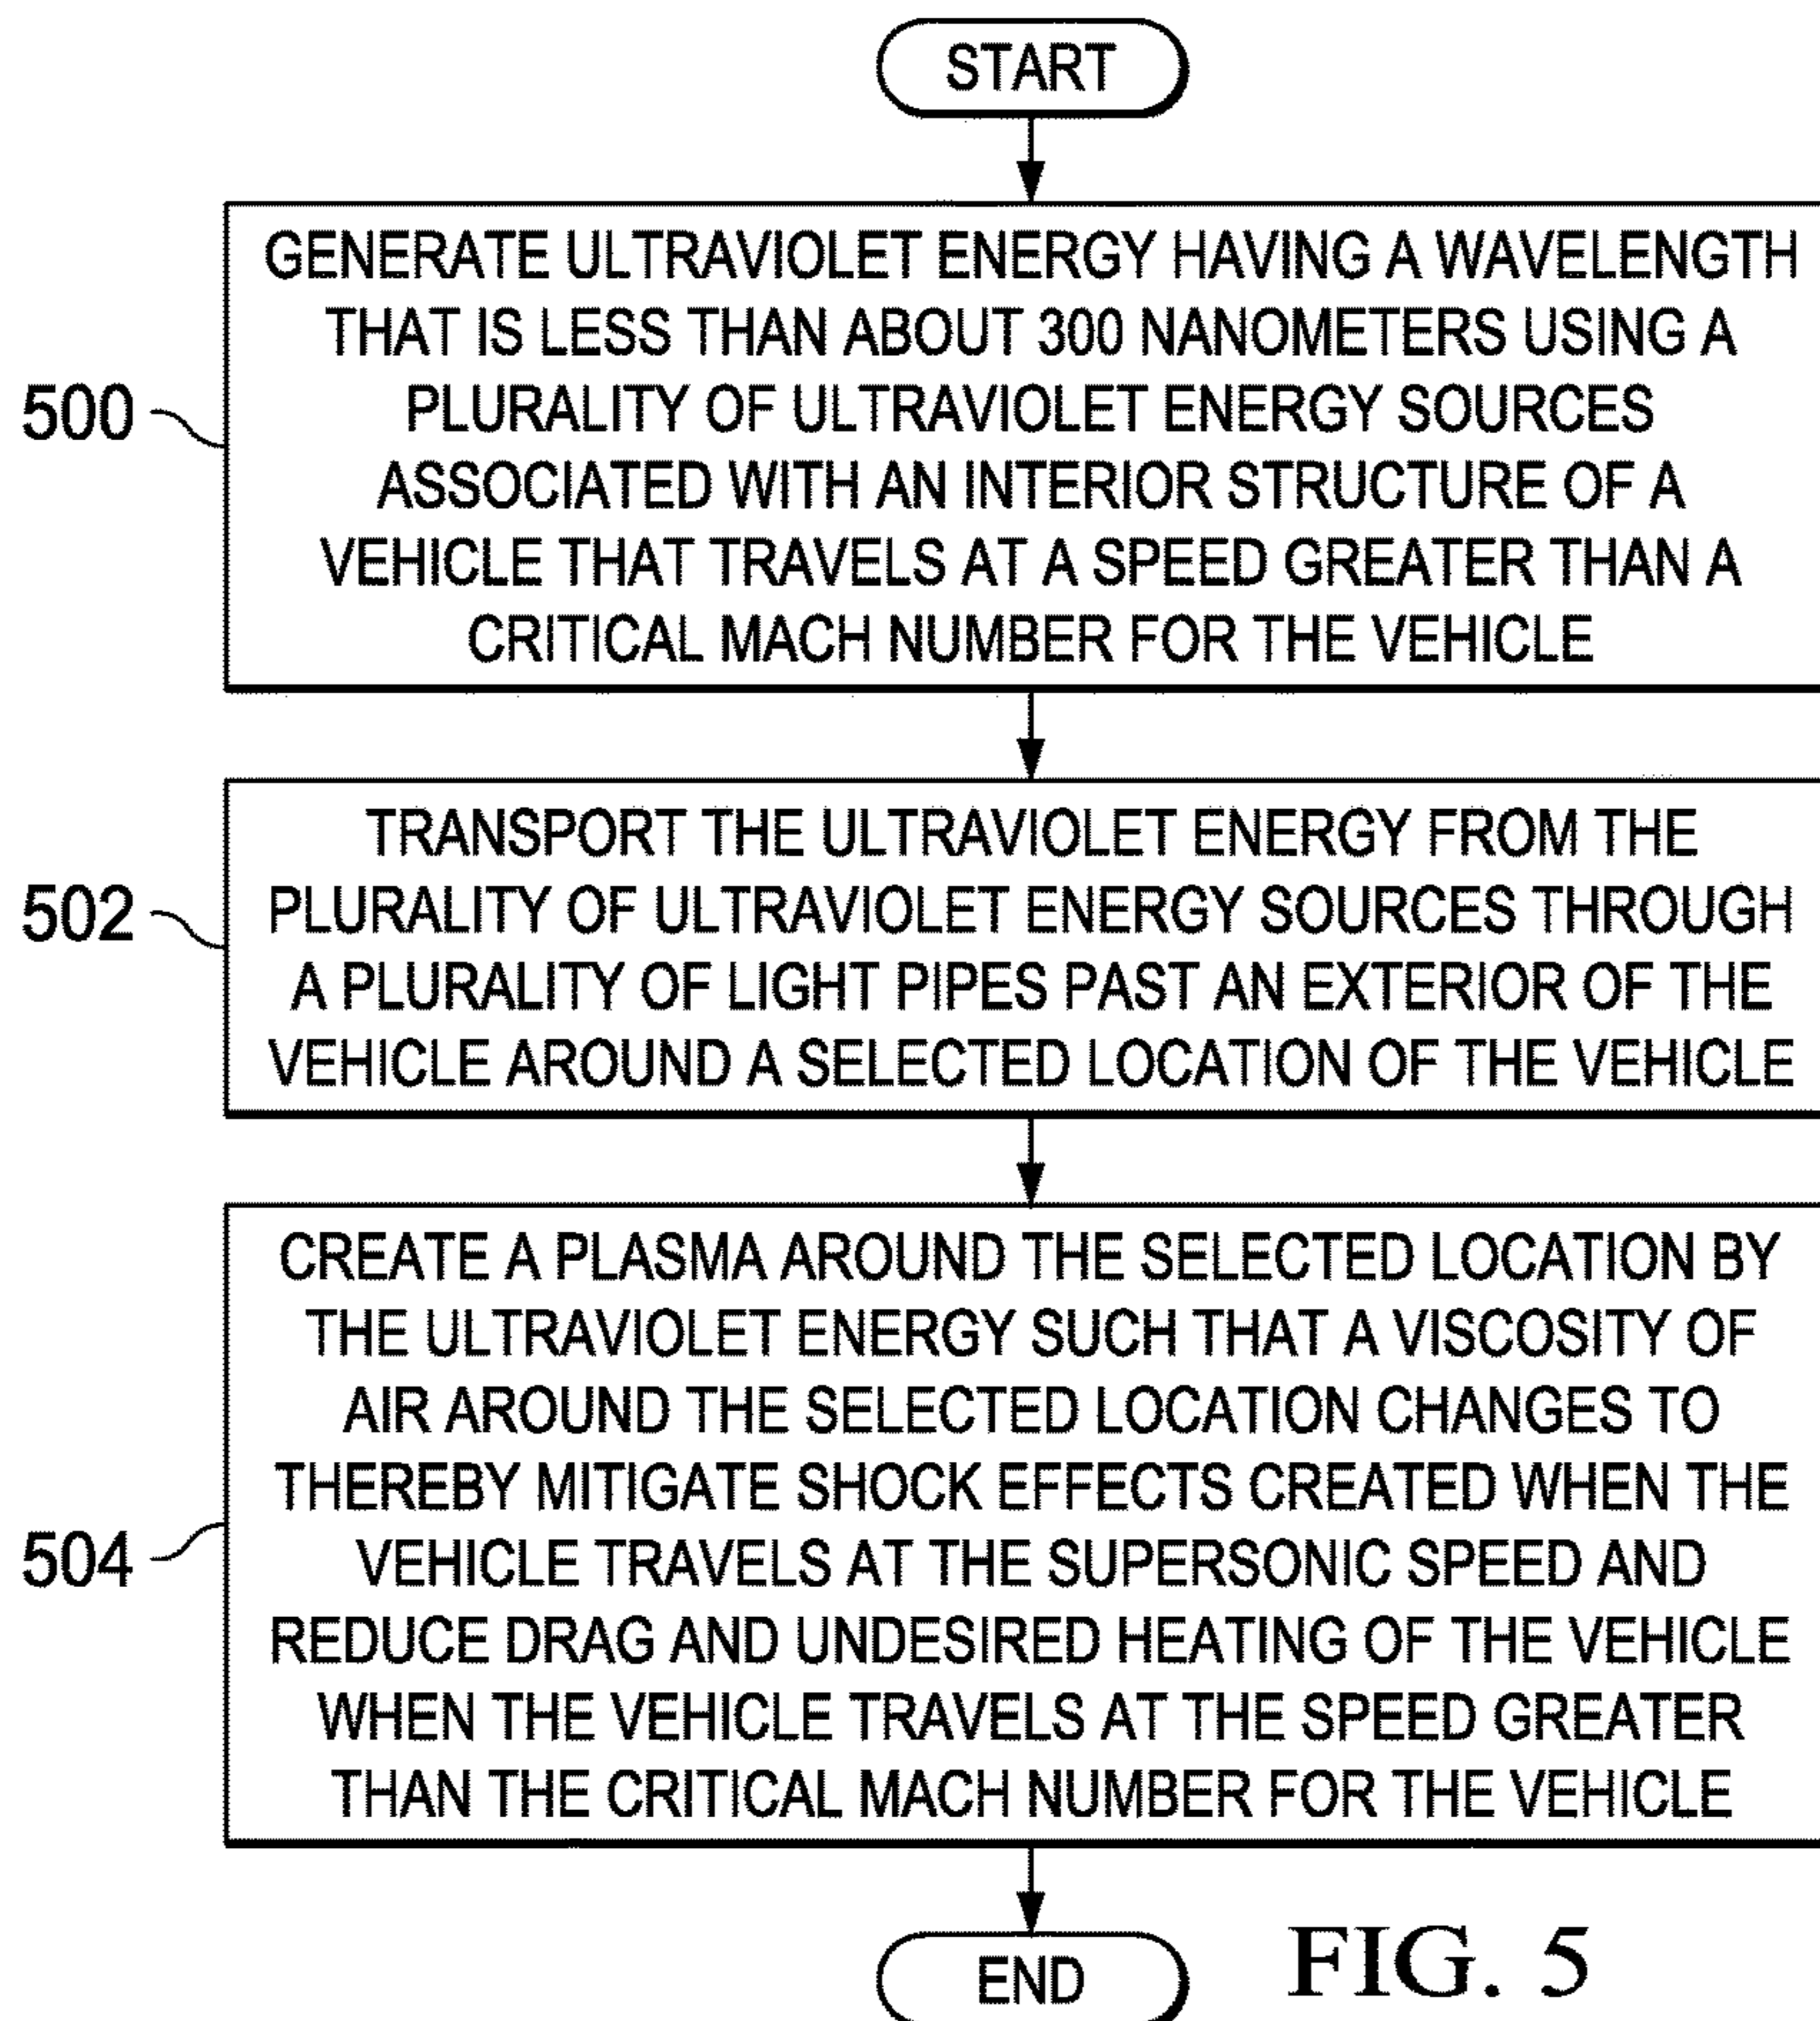 START
GENERATE ULTRAVIOLET ENERGY HAVING A WAVELENGTH
THAT IS LESS THAN ABOUT 300 NANOMETERS USING A
PLURALITY OF ULTRAVIOLET ENERGY SOURCES
500
ASSOCIATED WITH AN INTERIOR STRUCTURE OF A
VEHICLE THAT TRAVELS AT A SPEED GREATER THAN A
CRITICAL MACH NUMBER FOR THE VEHICLE
TRANSPORT THE ULTRAVIOLET ENERGY FROM THE
PLURALITY OF ULTRAVIOLET ENERGY SOURCES THROUGH
502
A PLURALITY OF LIGHT PIPES PAST AN EXTERIOR OF THE
VEHICLE AROUND A SELECTED LOCATION OF THE VEHICLE
CREATE A PLASMA AROUND THE SELECTED LOCATION BY
THE ULTRAVIOLET ENERGY SUCH THAT A VISCOSITY OF
AIR AROUND THE SELECTED LOCATION CHANGES TO
THEREBY MITIGATE SHOCK EFFECTS CREATED WHEN THE
504
VEHICLE TRAVELS AT THE SUPERSONIC SPEED AND
REDUCE DRAG AND UNDESIRED HEATING OF THE VEHICLE
WHEN THE VEHICLE TRAVELS AT THE SPEED GREATER
THAN THE CRITICAL MACH NUMBER FOR THE VEHICLE
END
FIG. 5